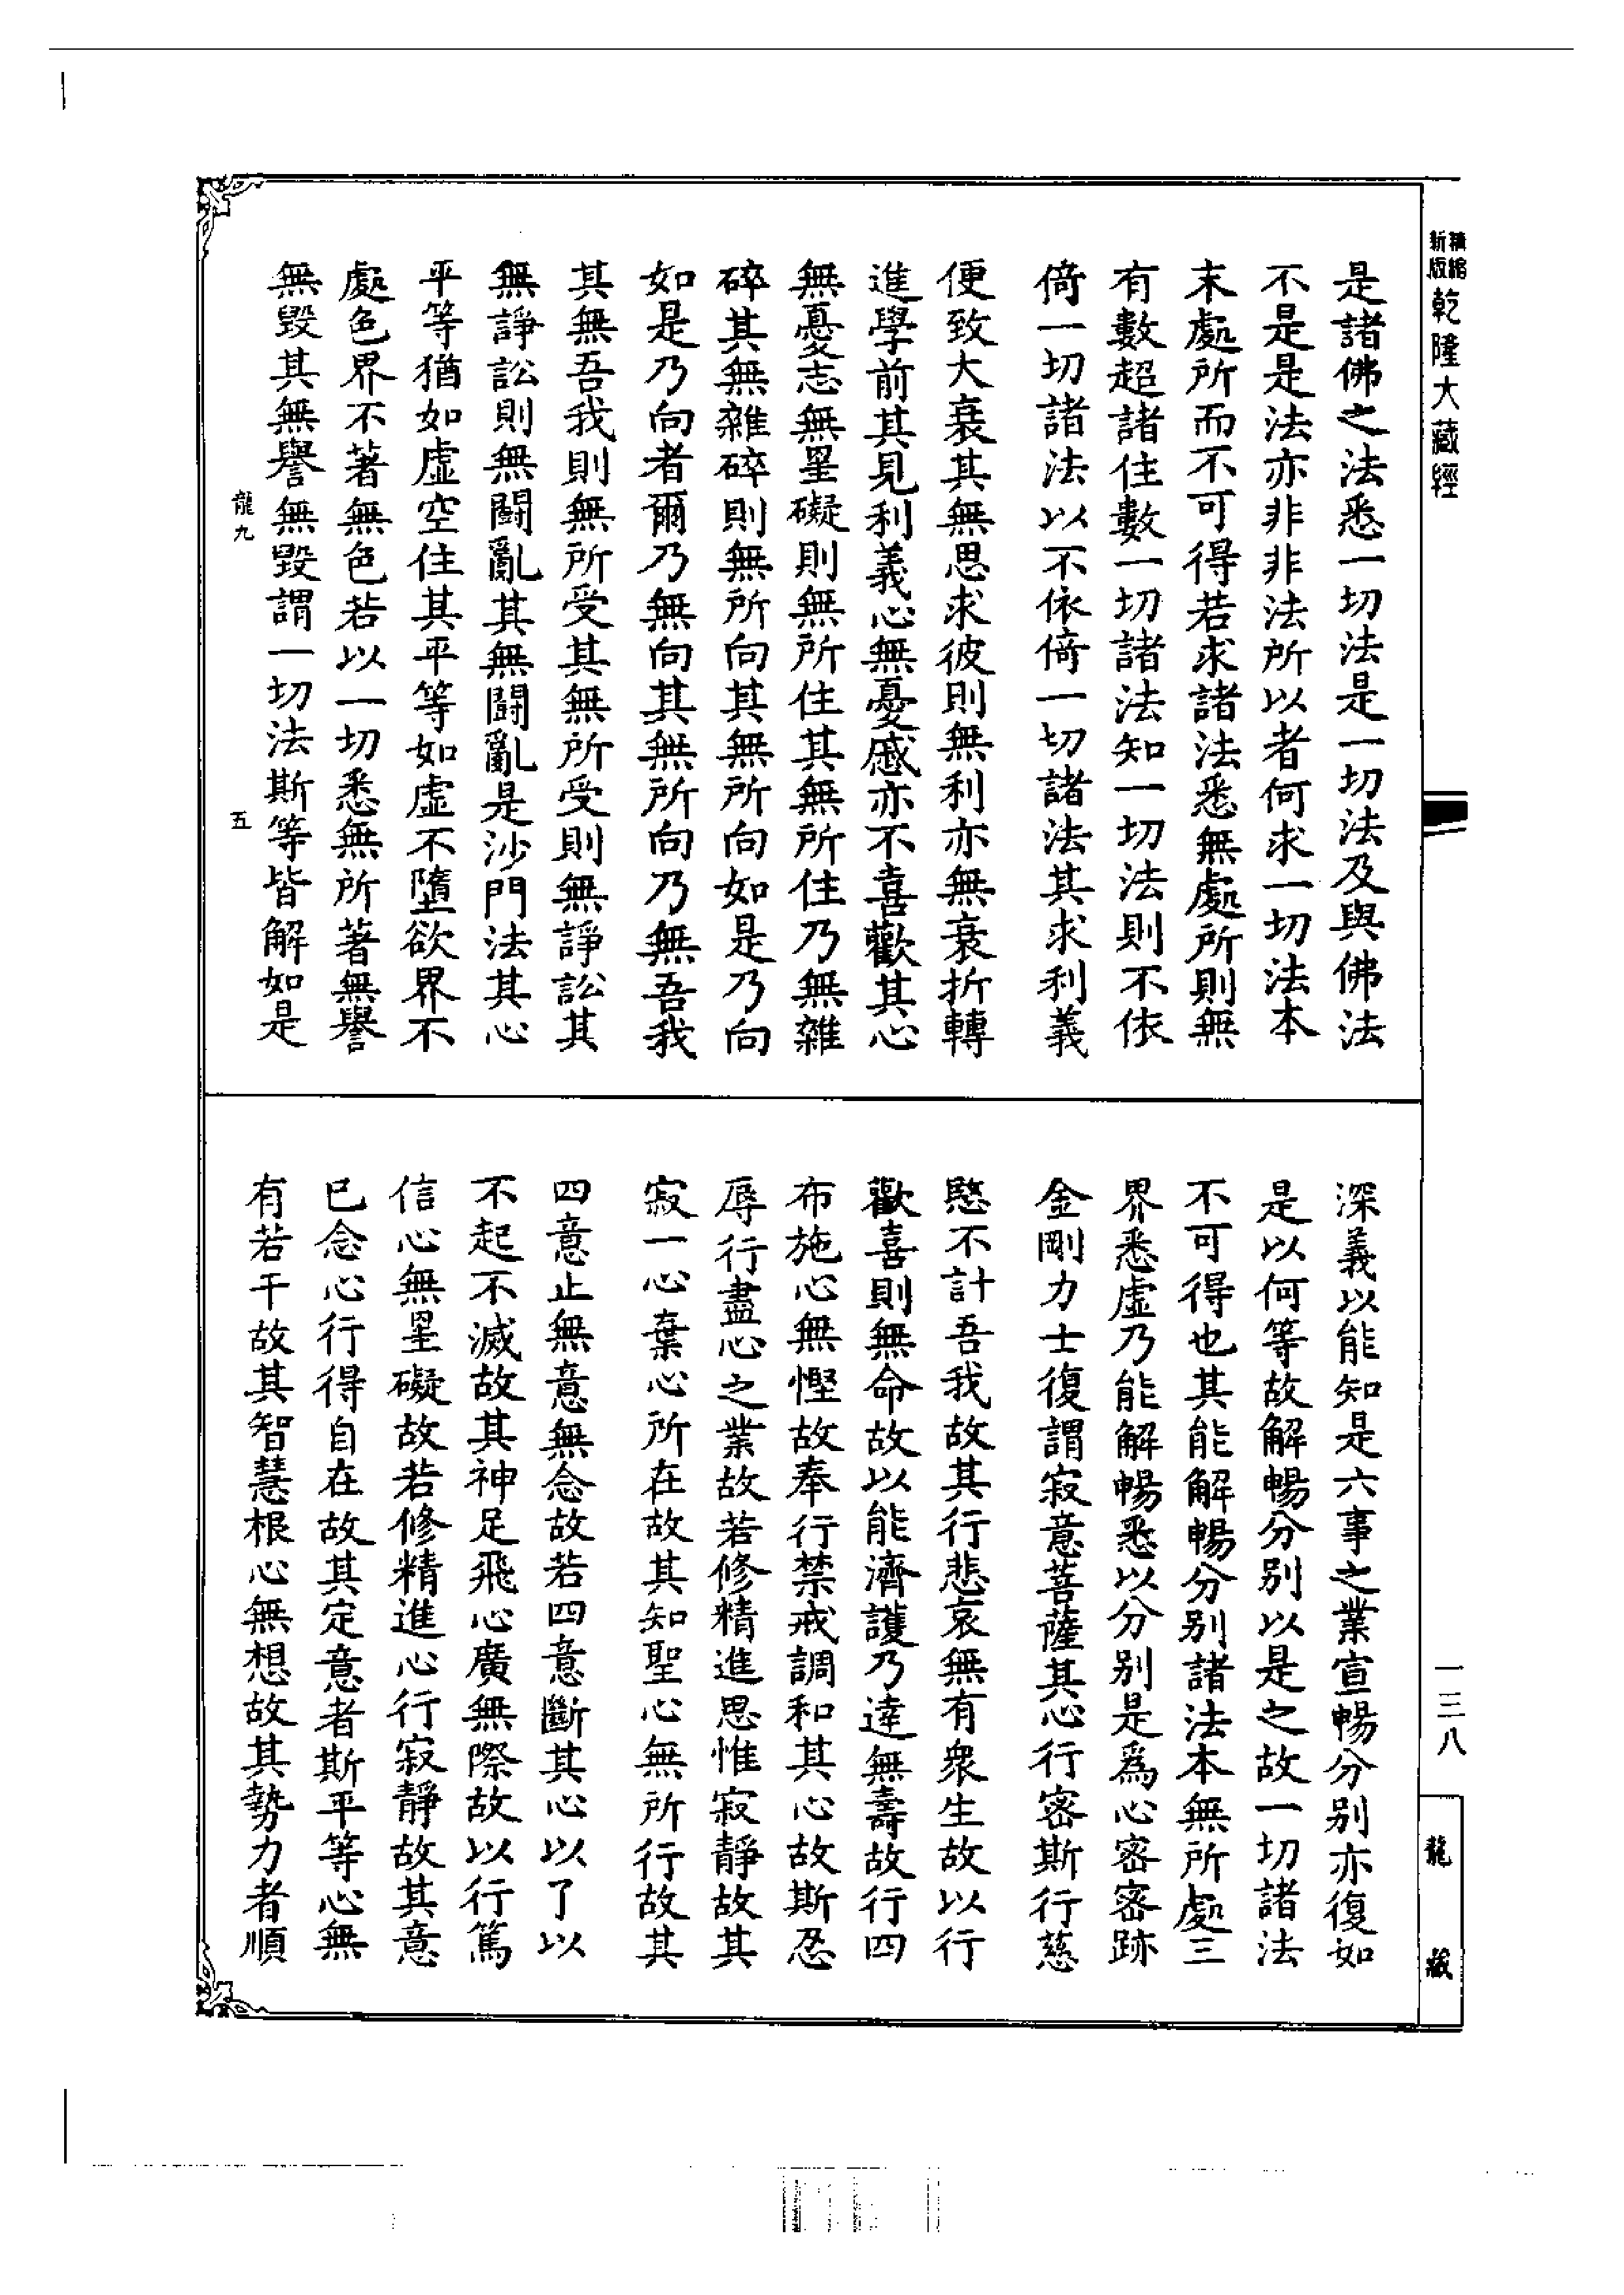 新版精縮乾隆大藏經
是諸佛之法悉一切法是一切法及與佛法
不是是法亦非非法所以者何求一切法本
末處所而不可得若求諸法悉無處所則無
有數超諸住數一切諸法知一切法則不依
倚一切諸法以不依倚一切諸法其求利義
便致大衰其無思求彼則無利亦無衰折轉
進學前其見利義心無憂慼亦不喜歡其心
無憂志無罣礙則無所住其無所住乃無雜
碎其無雜碎則無所向其無所向如是乃向
如是乃向者爾乃無向其無所向乃無吾我
其無吾我則無所受其無所受則無諍訟其
無諍訟則無鬪亂其無鬪亂是沙門法其心
平等猶如虛空住其平等如虛不墮欲界不
處色界不著無色若以一切悉無所著無譽
無毀其無譽無毀謂一切法斯等皆解如是
龍九 五
深義以能知是六事之業宣暢分別亦復如
是以何等故解暢分別以是之故一切諸法
不可得也其能解暢分別諸法本無所處三
界悉虛乃能解暢悉以分別是爲心密密跡
金剛力士復謂寂意菩薩其心行密斯行慈
愍不計吾我故其行悲哀無有衆生故以行
歡喜則無命故以能濟護乃達無壽故行四
布施心無慳故奉行禁戒調和其心故斯忍
辱行盡心之業故若修精進思惟寂靜故其
寂一心棄心所在故其知聖心無所行故其
四意止無意無念故若四意斷其心以了以
不起不滅故其神足飛心廣無際故以行篤
信心無罣礙故若修精進心行寂靜故其意
已念心行得自在故其定意者斯平等心無
有若干故其智慧根心無想故其勢力者順
一三八
龍藏